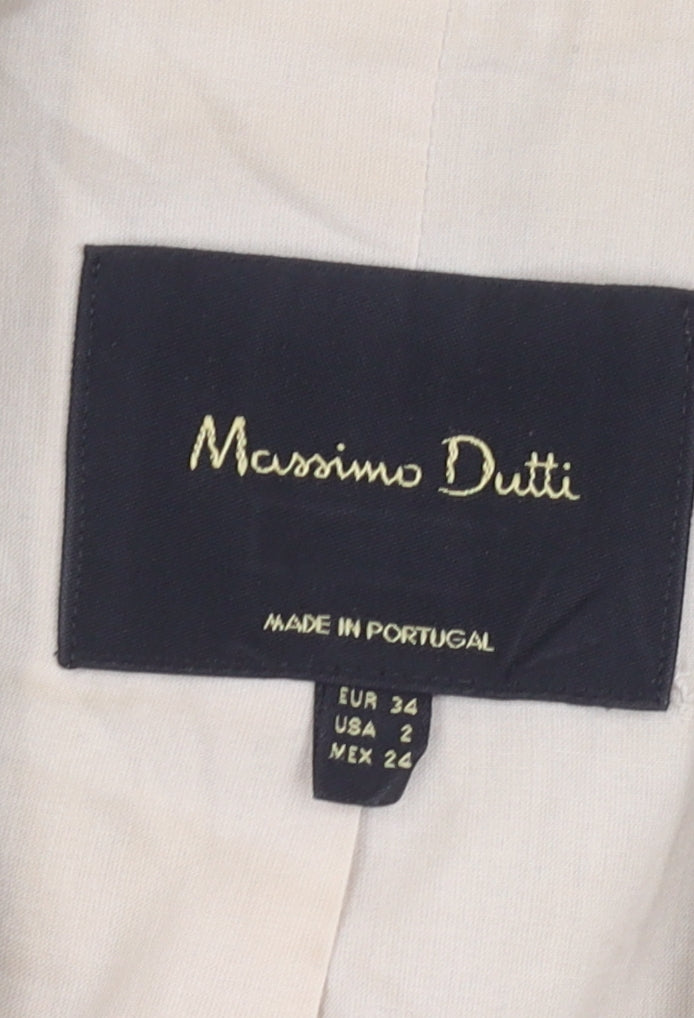 Massimo Dutti
MADE IN PORTUGAL
EUR 34
USA 2
MEX 24